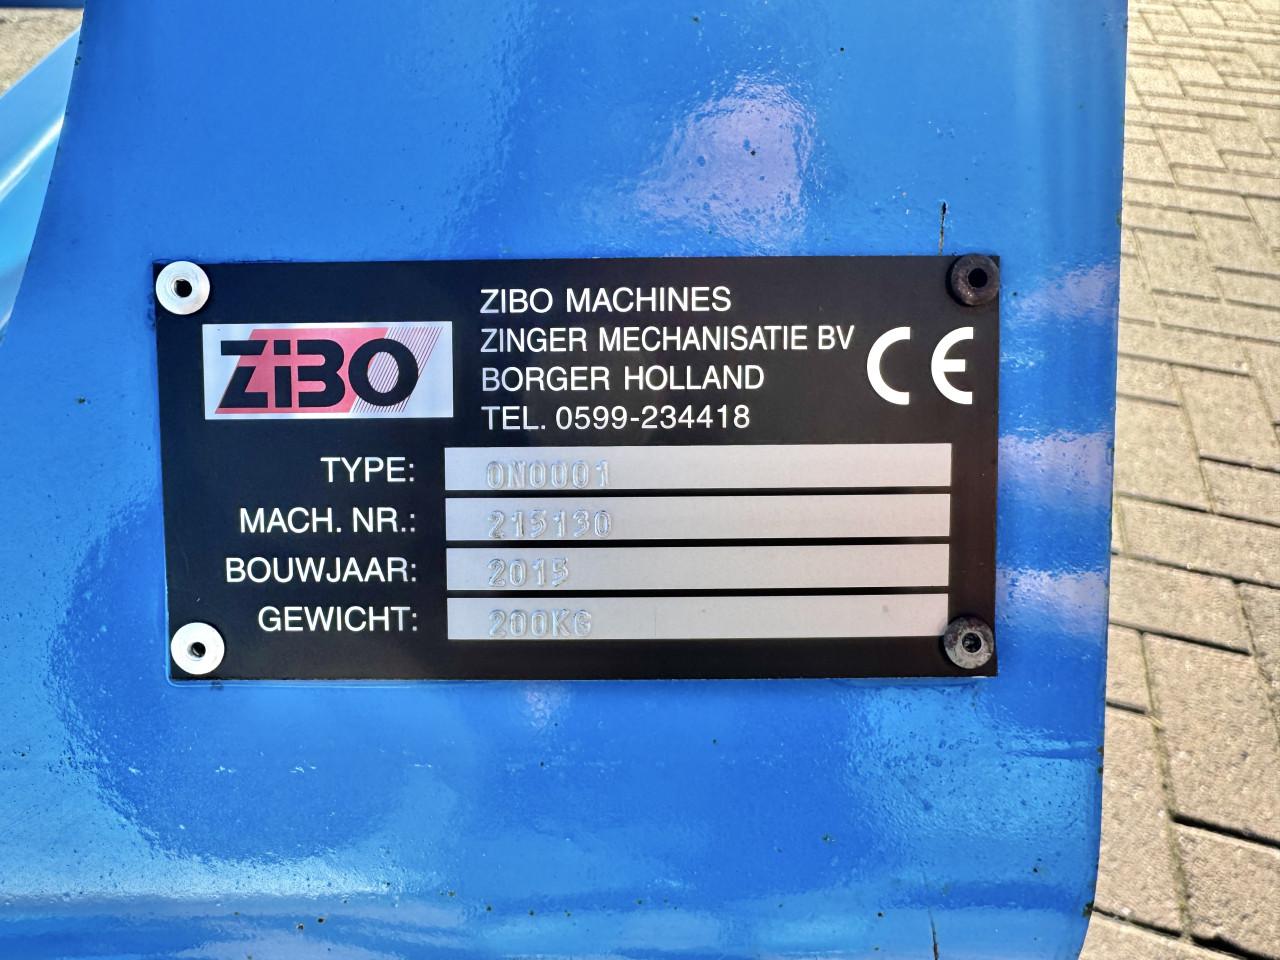 ZIBO MACHINES
ZINGER MECHANISATIE BV
BORGER HOLLAND
TEL. 0599-234418
CE
ZiBO
TYPE: ON0001
MACH. NR.: 215130
BOUWJAAR: 2015
GEWICHT: 200KG